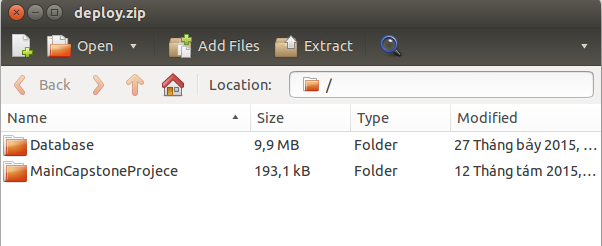 deploy.zip
Open Add Files Extract
Back Location: /
Name Size Type Modified
Database 9,9 MB Folder 27 Tháng bảy 2015, ...
MainCapstoneProjece 193,1 kB Folder 12 Tháng tám 2015,...